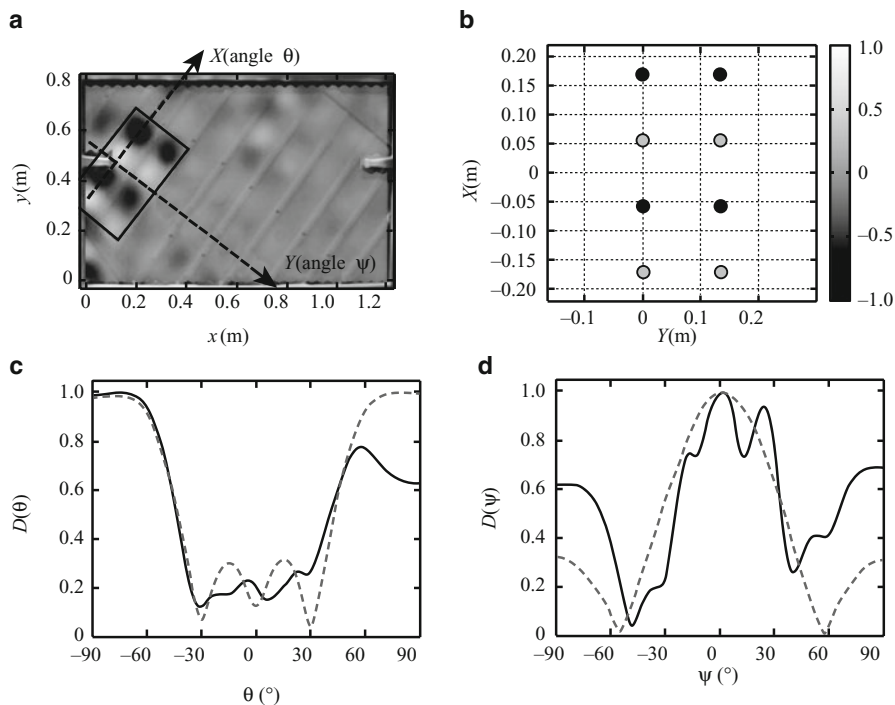 a
X(angle θ)
0.8
0.6
0.4
0.2
0
y(m)
Y(angle ψ)
0 0.2 0.4 0.6 0.8 1.0 1.2
x(m)
b
0.20
0.15
0.10
0.05
0
−0.05
−0.10
−0.15
−0.20
X(m)
−0.1 0 0.1 0.2
Y(m)
1.0
0.5
0
−0.5
−1.0
c
1.0
0.8
0.6
0.4
0.2
0
D(θ)
−90 −60 −30 0 30 60 90
θ (°)
d
1.0
0.8
0.6
0.4
0.2
0
D(ψ)
−90 −60 −30 0 30 60 90
ψ (°)